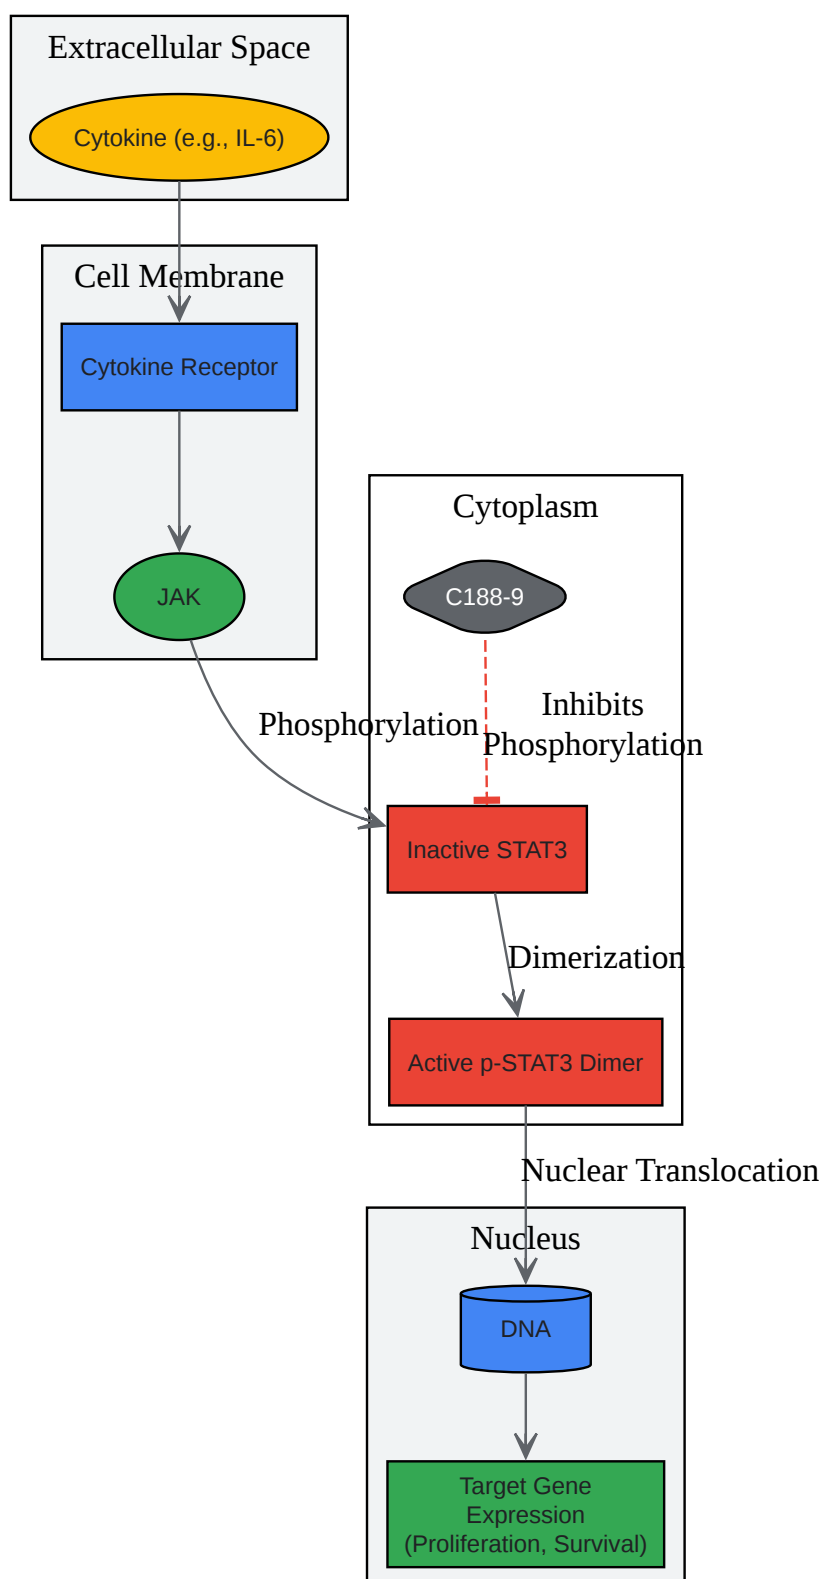 Extracellular Space
Cytokine (e.g., IL-6)
Cell Membrane
Cytokine Receptor
JAK
Cytoplasm
C188-9
Phosphorylation
Inhibits
Phosphorylation
Inactive STAT3
Dimerization
Active p-STAT3 Dimer
Nuclear Translocation
Nucleus
DNA
Target Gene
Expression
(Proliferation, Survival)